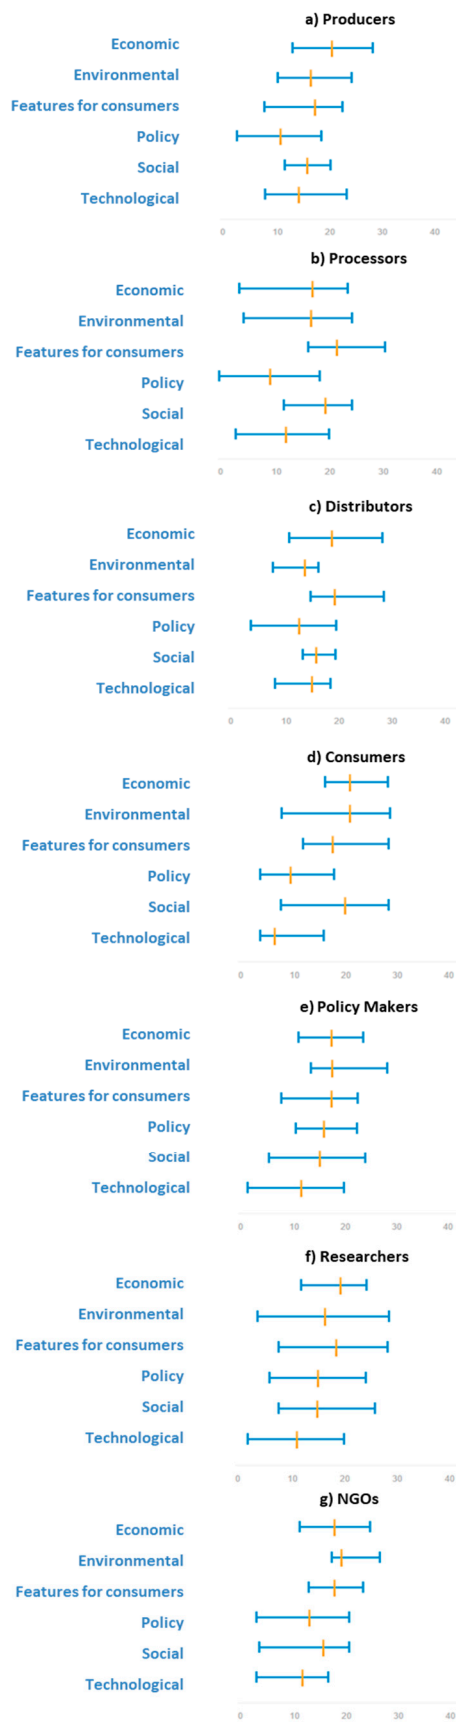 a) Producers
Economic
Environmental
Features for consumers
Policy
Social
Technological
0 10 20 30 40
b) Processors
Economic
Environmental
Features for consumers
Policy
Social
Technological
0 10 20 30 40
c) Distributors
Economic
Environmental
Features for consumers
Policy
Social
Technological
0 10 20 30 40
d) Consumers
Economic
Environmental
Features for consumers
Policy
Social
Technological
0 10 20 30 40
e) Policy Makers
Economic
Environmental
Features for consumers
Policy
Social
Technological
0 10 20 30 40
f) Researchers
Economic
Environmental
Features for consumers
Policy
Social
Technological
0 10 20 30 40
g) NGOs
Economic
Environmental
Features for consumers
Policy
Social
Technological
0 10 20 30 40